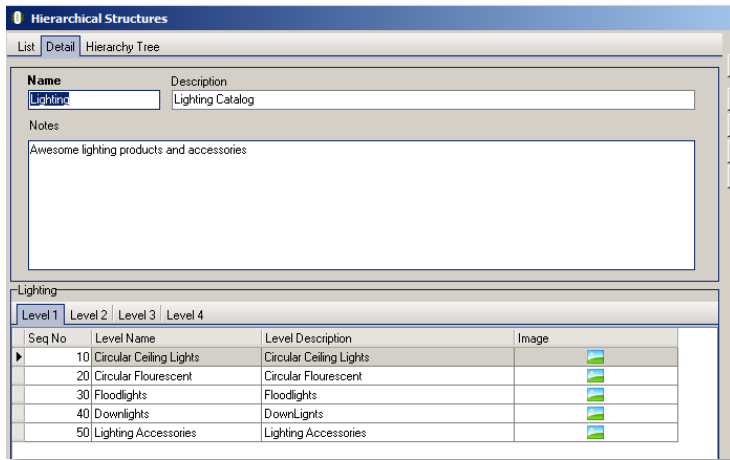 Hierarchical Structures
List Detail Hierarchy Tree
Name Description
Lighting Lighting Catalog
Notes
Awesome lighting products and accessories
Lighting
Level 1 Level 2 Level 3 Level 4
Seq No Level Name Level Description Image
10 Circular Ceiling Lights Circular Ceiling Lights
20 Circular Flourescent Circular Flourescent
30 Floodlights Floodlights
40 Downlights DownLignts
50 Lighting Accessories Lighting Accessories